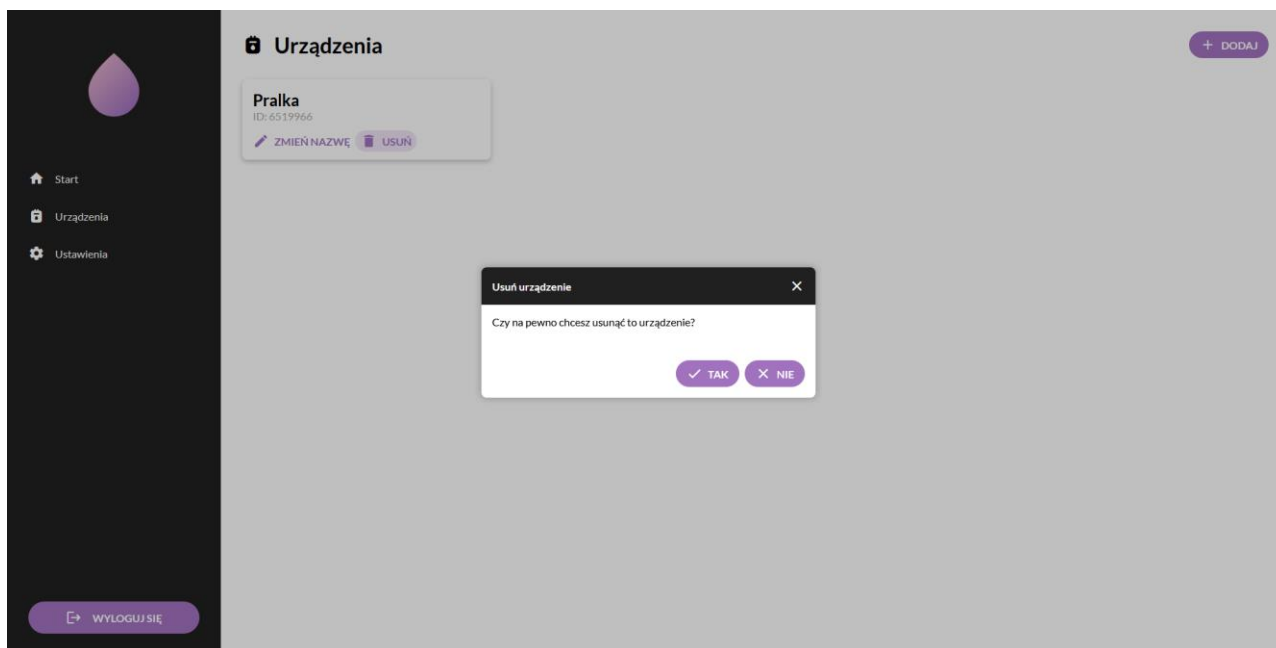 Urządzenia
+ DODAJ
Pralka
ID: 6519966
ZMIEŃ NAZWĘ USUŃ
Start
Urządzenia
Ustawienia
Usuń urządzenie
Czy na pewno chcesz usunąć to urządzenie?
TAK NIE
WYLOGUJ SIĘ